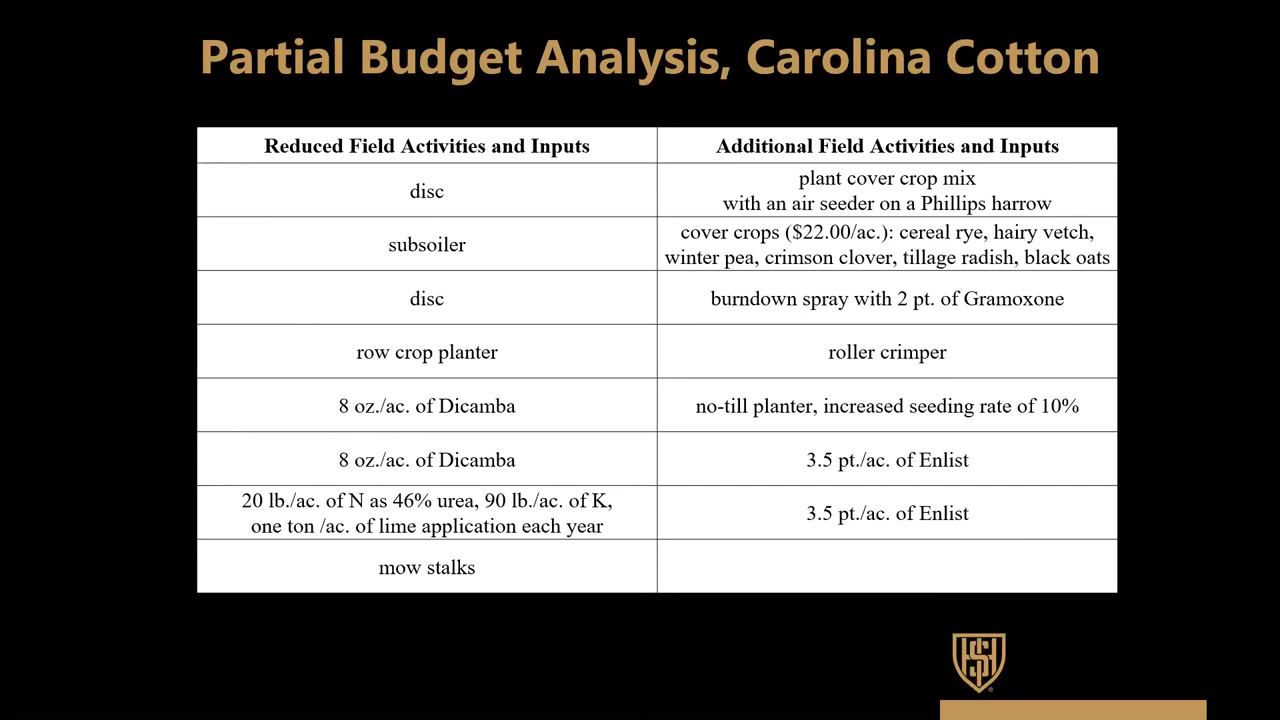 Partial Budget Analysis, Carolina Cotton
Reduced Field Activities and Inputs
Additional Field Activities and Inputs
disc
plant cover crop mix
with an air seeder on a Phillips harrow
subsoiler
cover crops ($22.00/ac.): cereal rye, hairy vetch,
winter pea, crimson clover, tillage radish, black oats
disc
burndown spray with 2 pt. of Gramoxone
row crop planter
roller crimper
8 oz./ac. of Dicamba
no-till planter, increased seeding rate of 10%
8 oz./ac. of Dicamba
3.5 pt./ac. of Enlist
20 lb./ac. of N as 46% urea, 90 lb./ac. of K,
one ton /ac. of lime application each year
3.5 pt./ac. of Enlist
mow stalks